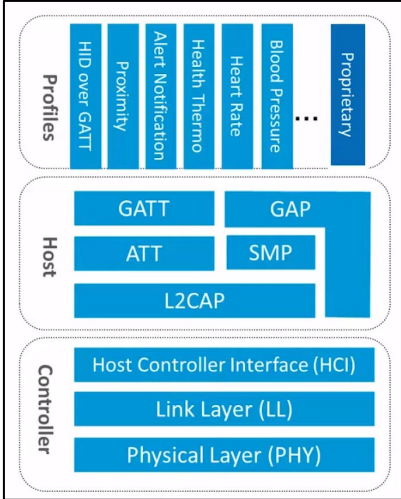 Profiles
HID over GATT
Proximity
Alert Notification
Health Thermo
Heart Rate
Blood Pressure
...
Proprietary
Host
GATT
GAP
ATT
SMP
L2CAP
Controller
Host Controller Interface (HCI)
Link Layer (LL)
Physical Layer (PHY)